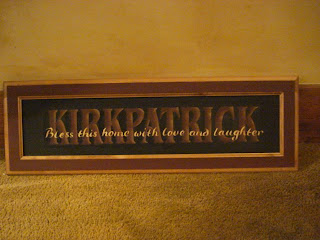 KIRKPATRICK
Bless this home with love and laughter